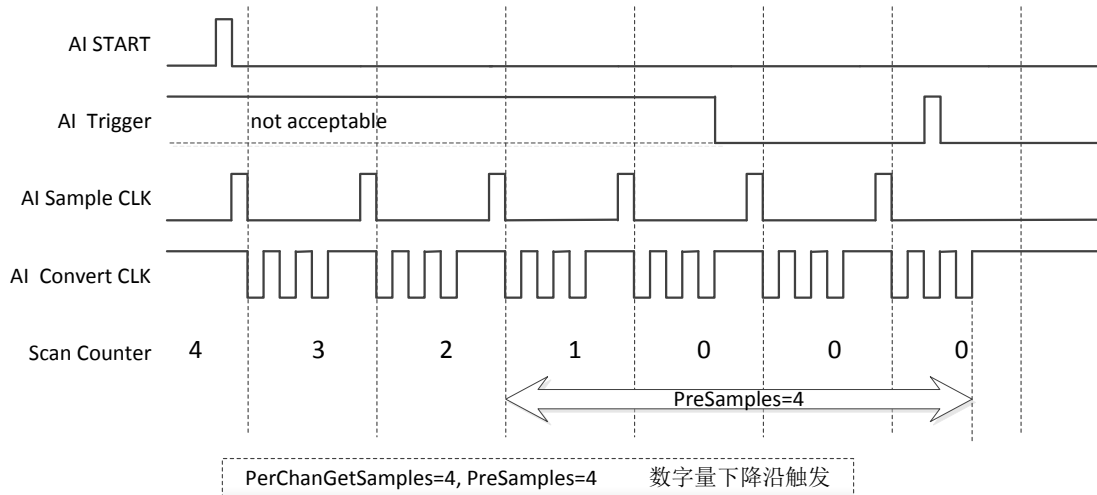 AI START
AI Trigger
not acceptable
AI Sample CLK
AI Convert CLK
Scan Counter 4 3 2 1 0 0 0
PreSamples=4
PerChanGetSamples=4, PreSamples=4 数字量下降沿触发